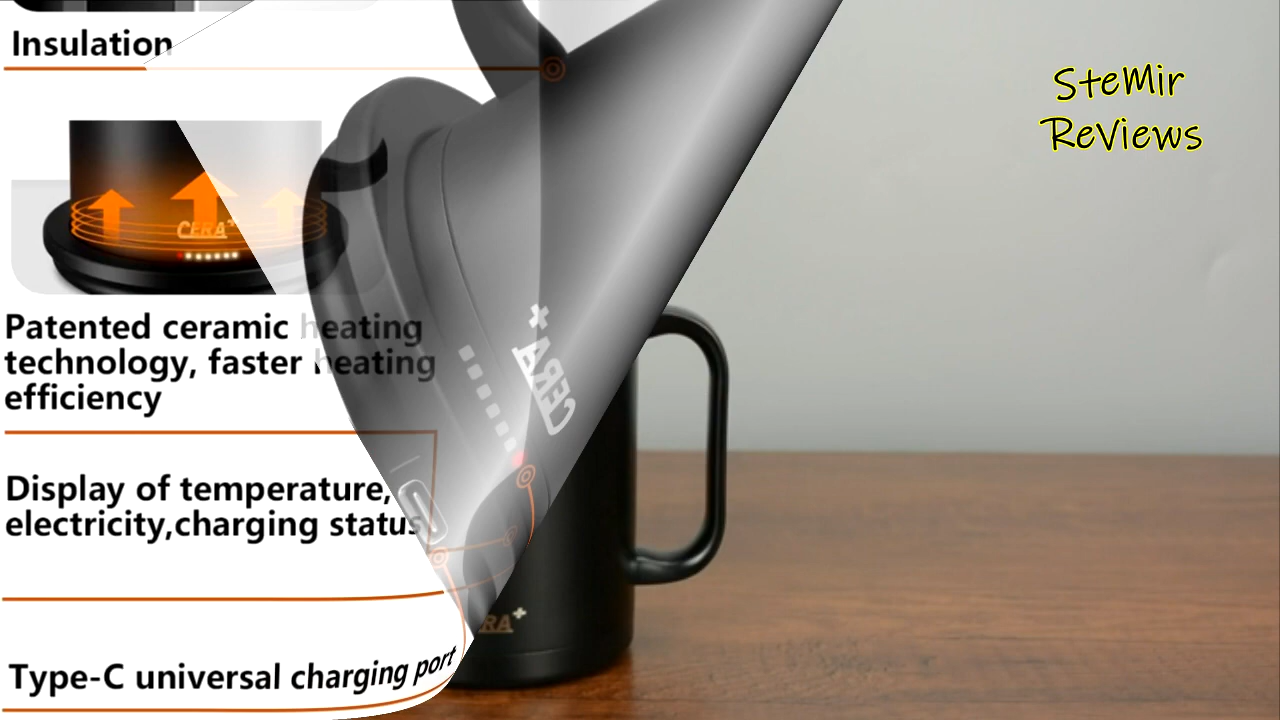 Insulation
CERA+
Patented ceramic heating
technology, faster heating
efficiency
CERA+
Display of temperature,
electricity,charging status
RA+
Type-C universal charging port
SteMir
ReViews